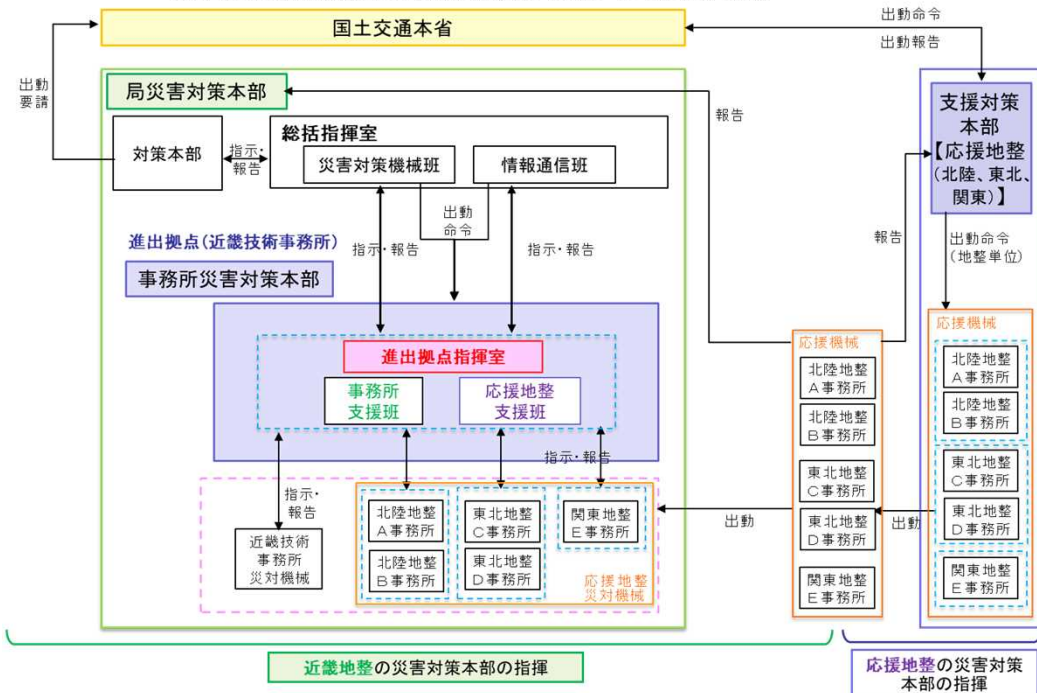 国土交通本省
出動命令
出動報告
出動
要請
局災害対策本部
報告
支援対策
本部
【応援地整
(北陸、東北、
関東)】
対策本部
指示・
報告
総括指揮室
災害対策機械班
情報通信班
出動
命令
指示・報告
指示・報告
報告
出動命令
(地整単位)
進出拠点(近畿技術事務所)
事務所災害対策本部
進出拠点指揮室
事務所
支援班
応援地整
支援班
指示・報告
指示・
報告
近畿技術
事務所
災対機械
北陸地整
A事務所
北陸地整
B事務所
東北地整
C事務所
東北地整
D事務所
関東地整
E事務所
応援地整
災対機械
出動
応援機械
北陸地整
A事務所
北陸地整
B事務所
東北地整
C事務所
東北地整
D事務所
関東地整
E事務所
出動
応援機械
北陸地整
A事務所
北陸地整
B事務所
東北地整
C事務所
東北地整
D事務所
関東地整
E事務所
近畿地整の災害対策本部の指揮
応援地整の災害対策
本部の指揮